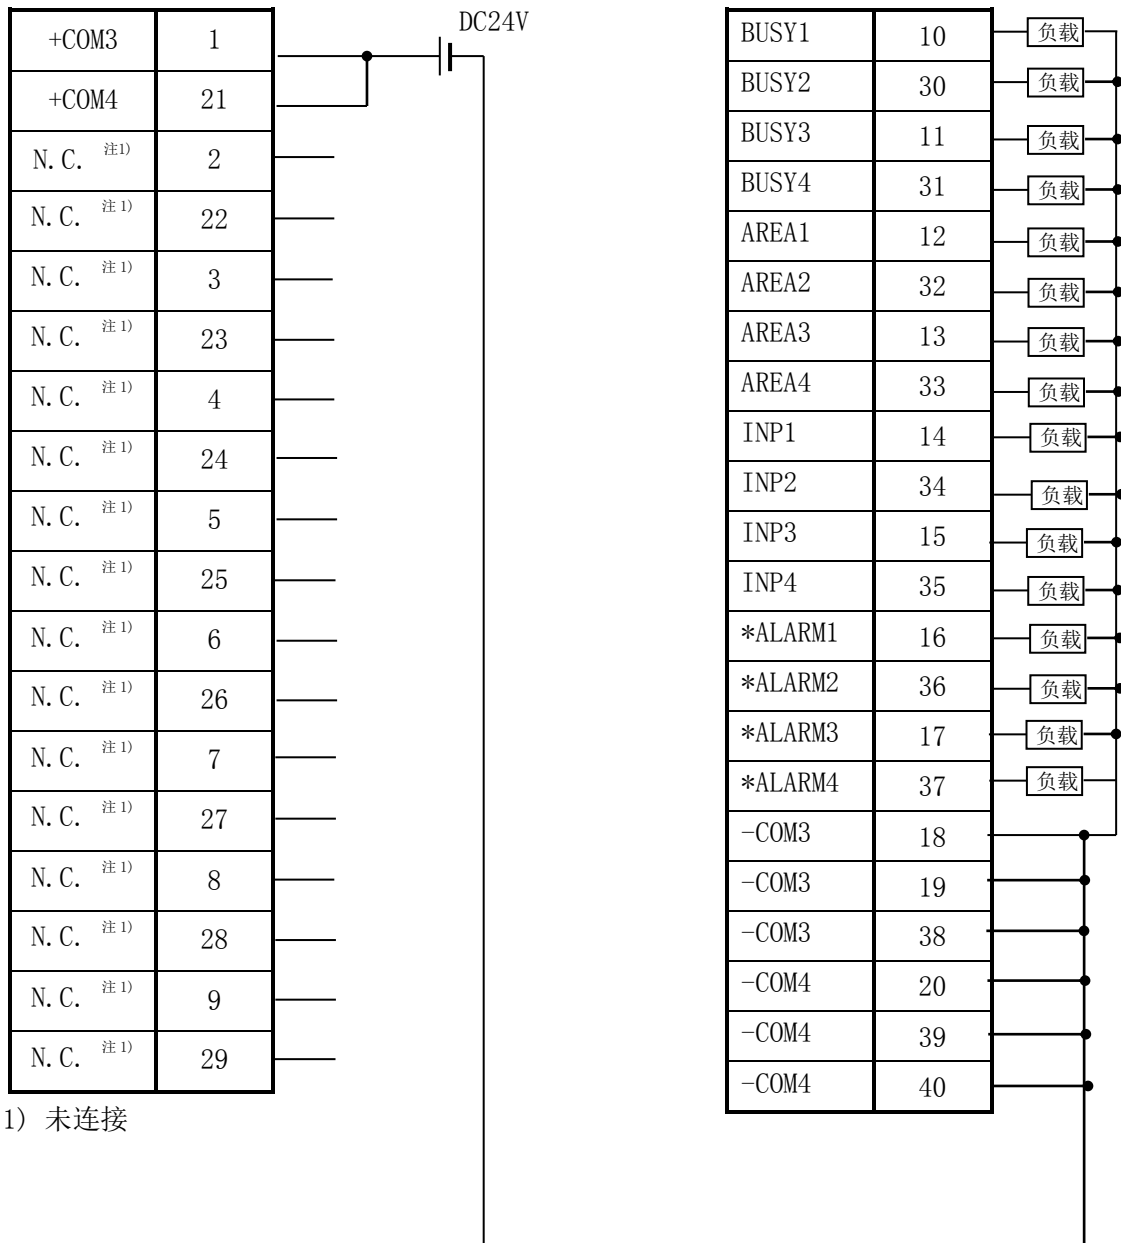 DC24V
+COM3 1
+COM4 21
N.C. 注1) 2
N.C. 注1) 22
N.C. 注1) 3
N.C. 注1) 23
N.C. 注1) 4
N.C. 注1) 24
N.C. 注1) 5
N.C. 注1) 25
N.C. 注1) 6
N.C. 注1) 26
N.C. 注1) 7
N.C. 注1) 27
N.C. 注1) 8
N.C. 注1) 28
N.C. 注1) 9
N.C. 注1) 29
1) 未连接
BUSY1 10 负载
BUSY2 30 负载
BUSY3 11 负载
BUSY4 31 负载
AREA1 12 负载
AREA2 32 负载
AREA3 13 负载
AREA4 33 负载
INP1 14 负载
INP2 34 负载
INP3 15 负载
INP4 35 负载
*ALARM1 16 负载
*ALARM2 36 负载
*ALARM3 17 负载
*ALARM4 37 负载
-COM3 18
-COM3 19
-COM3 38
-COM4 20
-COM4 39
-COM4 40